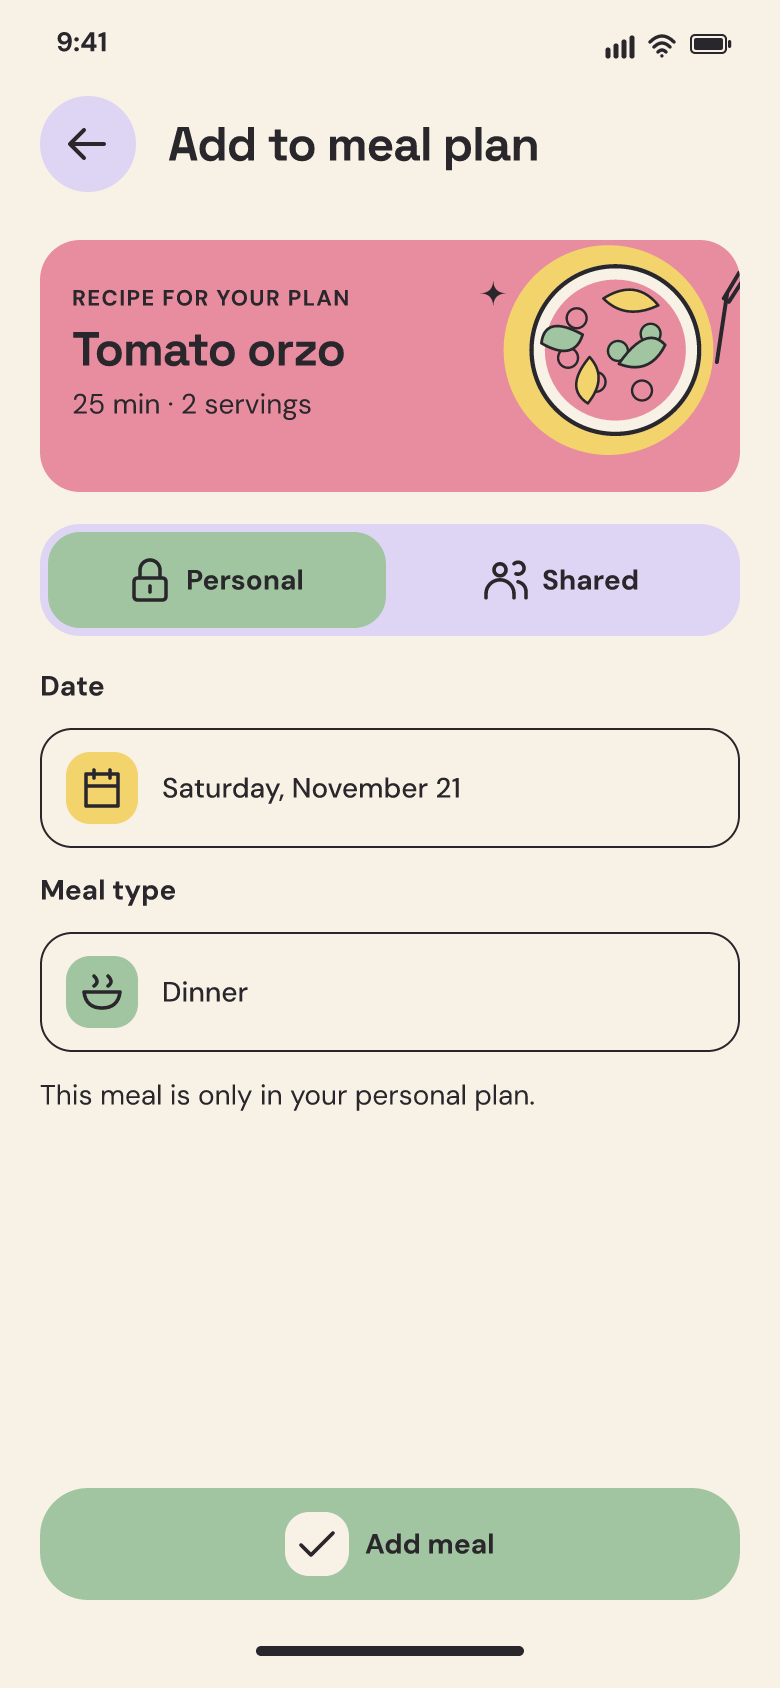 9:41
Add to meal plan
RECIPE FOR YOUR PLAN
Tomato orzo
25 min · 2 servings
Personal
Shared
Date
Saturday, November 21
Meal type
Dinner
This meal is only in your personal plan.
Add meal